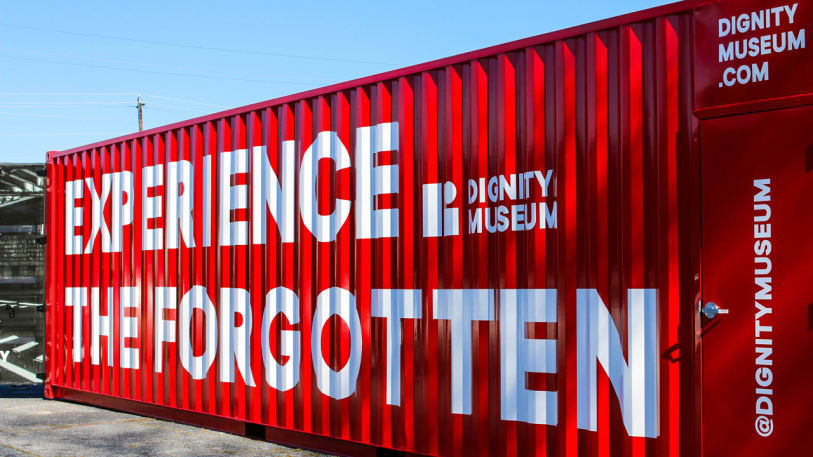 EXPERIENCE
THE FORGOTTEN
DIGNITY
MUSEUM
DIGNITY
MUSEUM
.COM
@DIGNITYMUSEUM